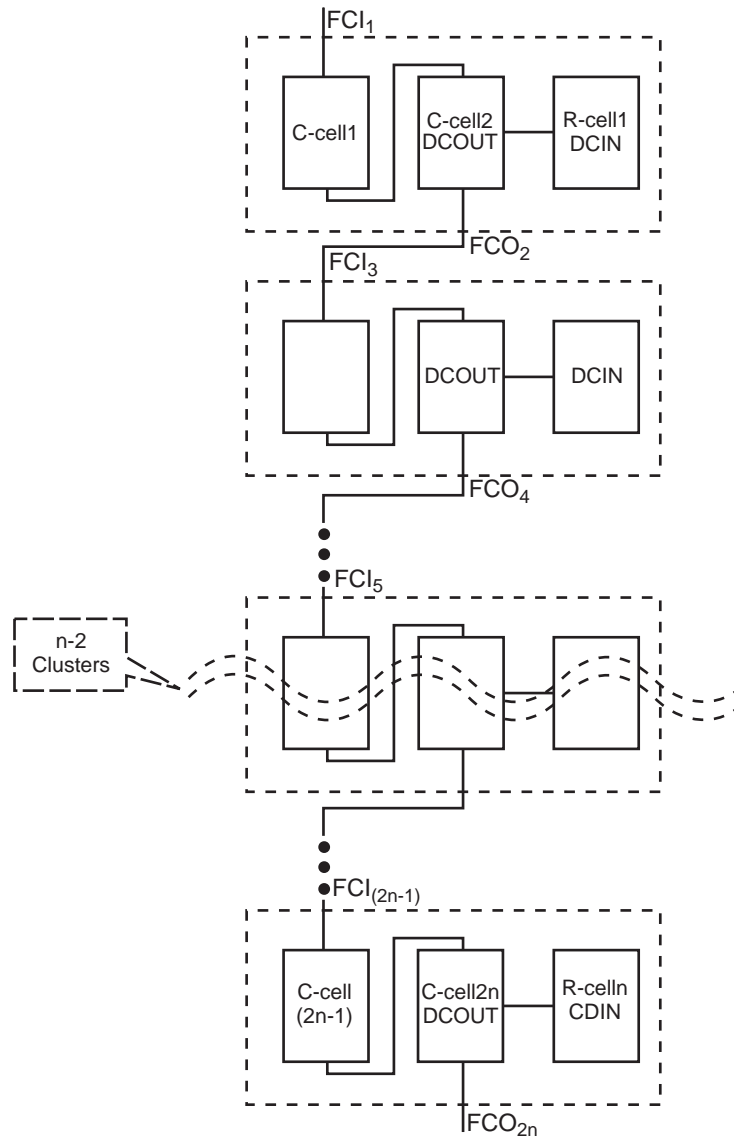 FCI₁
C-cell1
C-cell2
DCOUT
R-cell1
DCIN
FCO₂
FCI₃
DCOUT
DCIN
FCO₄
FCI₅
n-2
Clusters
FCI₍₂ₙ₋₁₎
C-cell
(2n-1)
C-cell2n
DCOUT
R-celln
CDIN
FCO₂ₙ